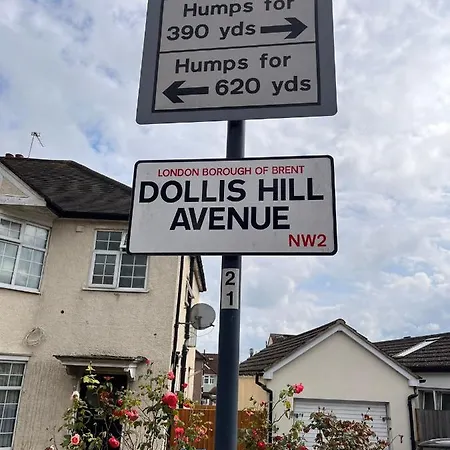 Humps for
390 yds
Humps for
620 yds
LONDON BOROUGH OF BRENT
DOLLIS HILL
AVENUE
NW2
21